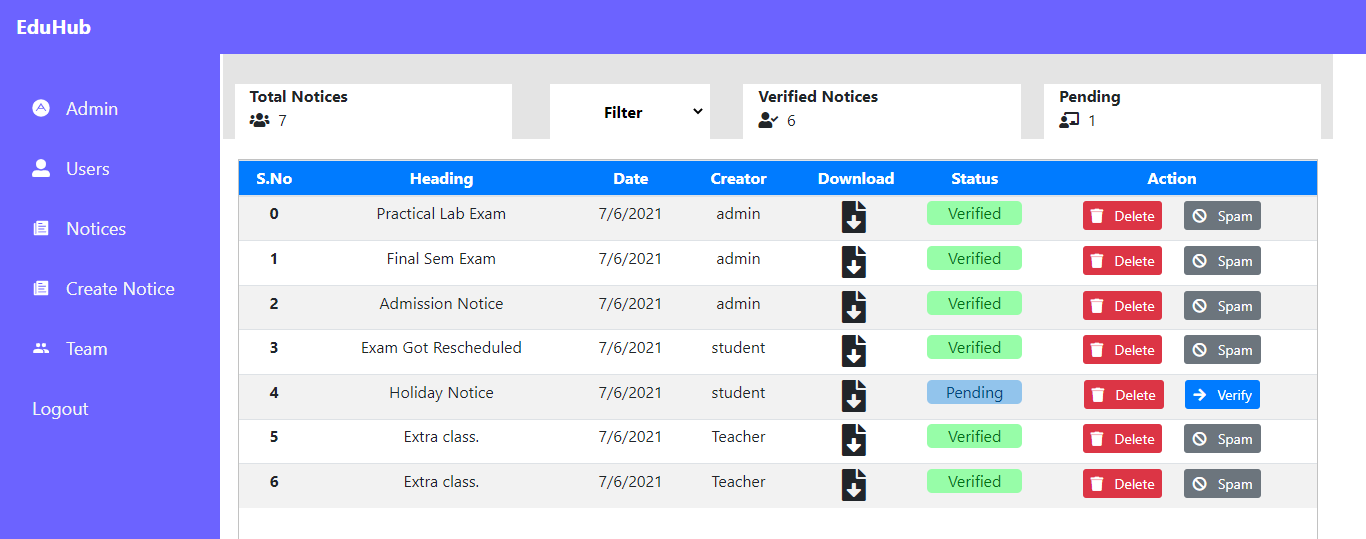 EduHub
Admin
Users
Notices
Create Notice
Team
Logout
Total Notices
7
Filter
Verified Notices
6
Pending
1
S.No Heading Date Creator Download Status Action
0 Practical Lab Exam 7/6/2021 admin Verified Delete Spam
1 Final Sem Exam 7/6/2021 admin Verified Delete Spam
2 Admission Notice 7/6/2021 admin Verified Delete Spam
3 Exam Got Rescheduled 7/6/2021 student Verified Delete Spam
4 Holiday Notice 7/6/2021 student Pending Delete Verify
5 Extra class. 7/6/2021 Teacher Verified Delete Spam
6 Extra class. 7/6/2021 Teacher Verified Delete Spam